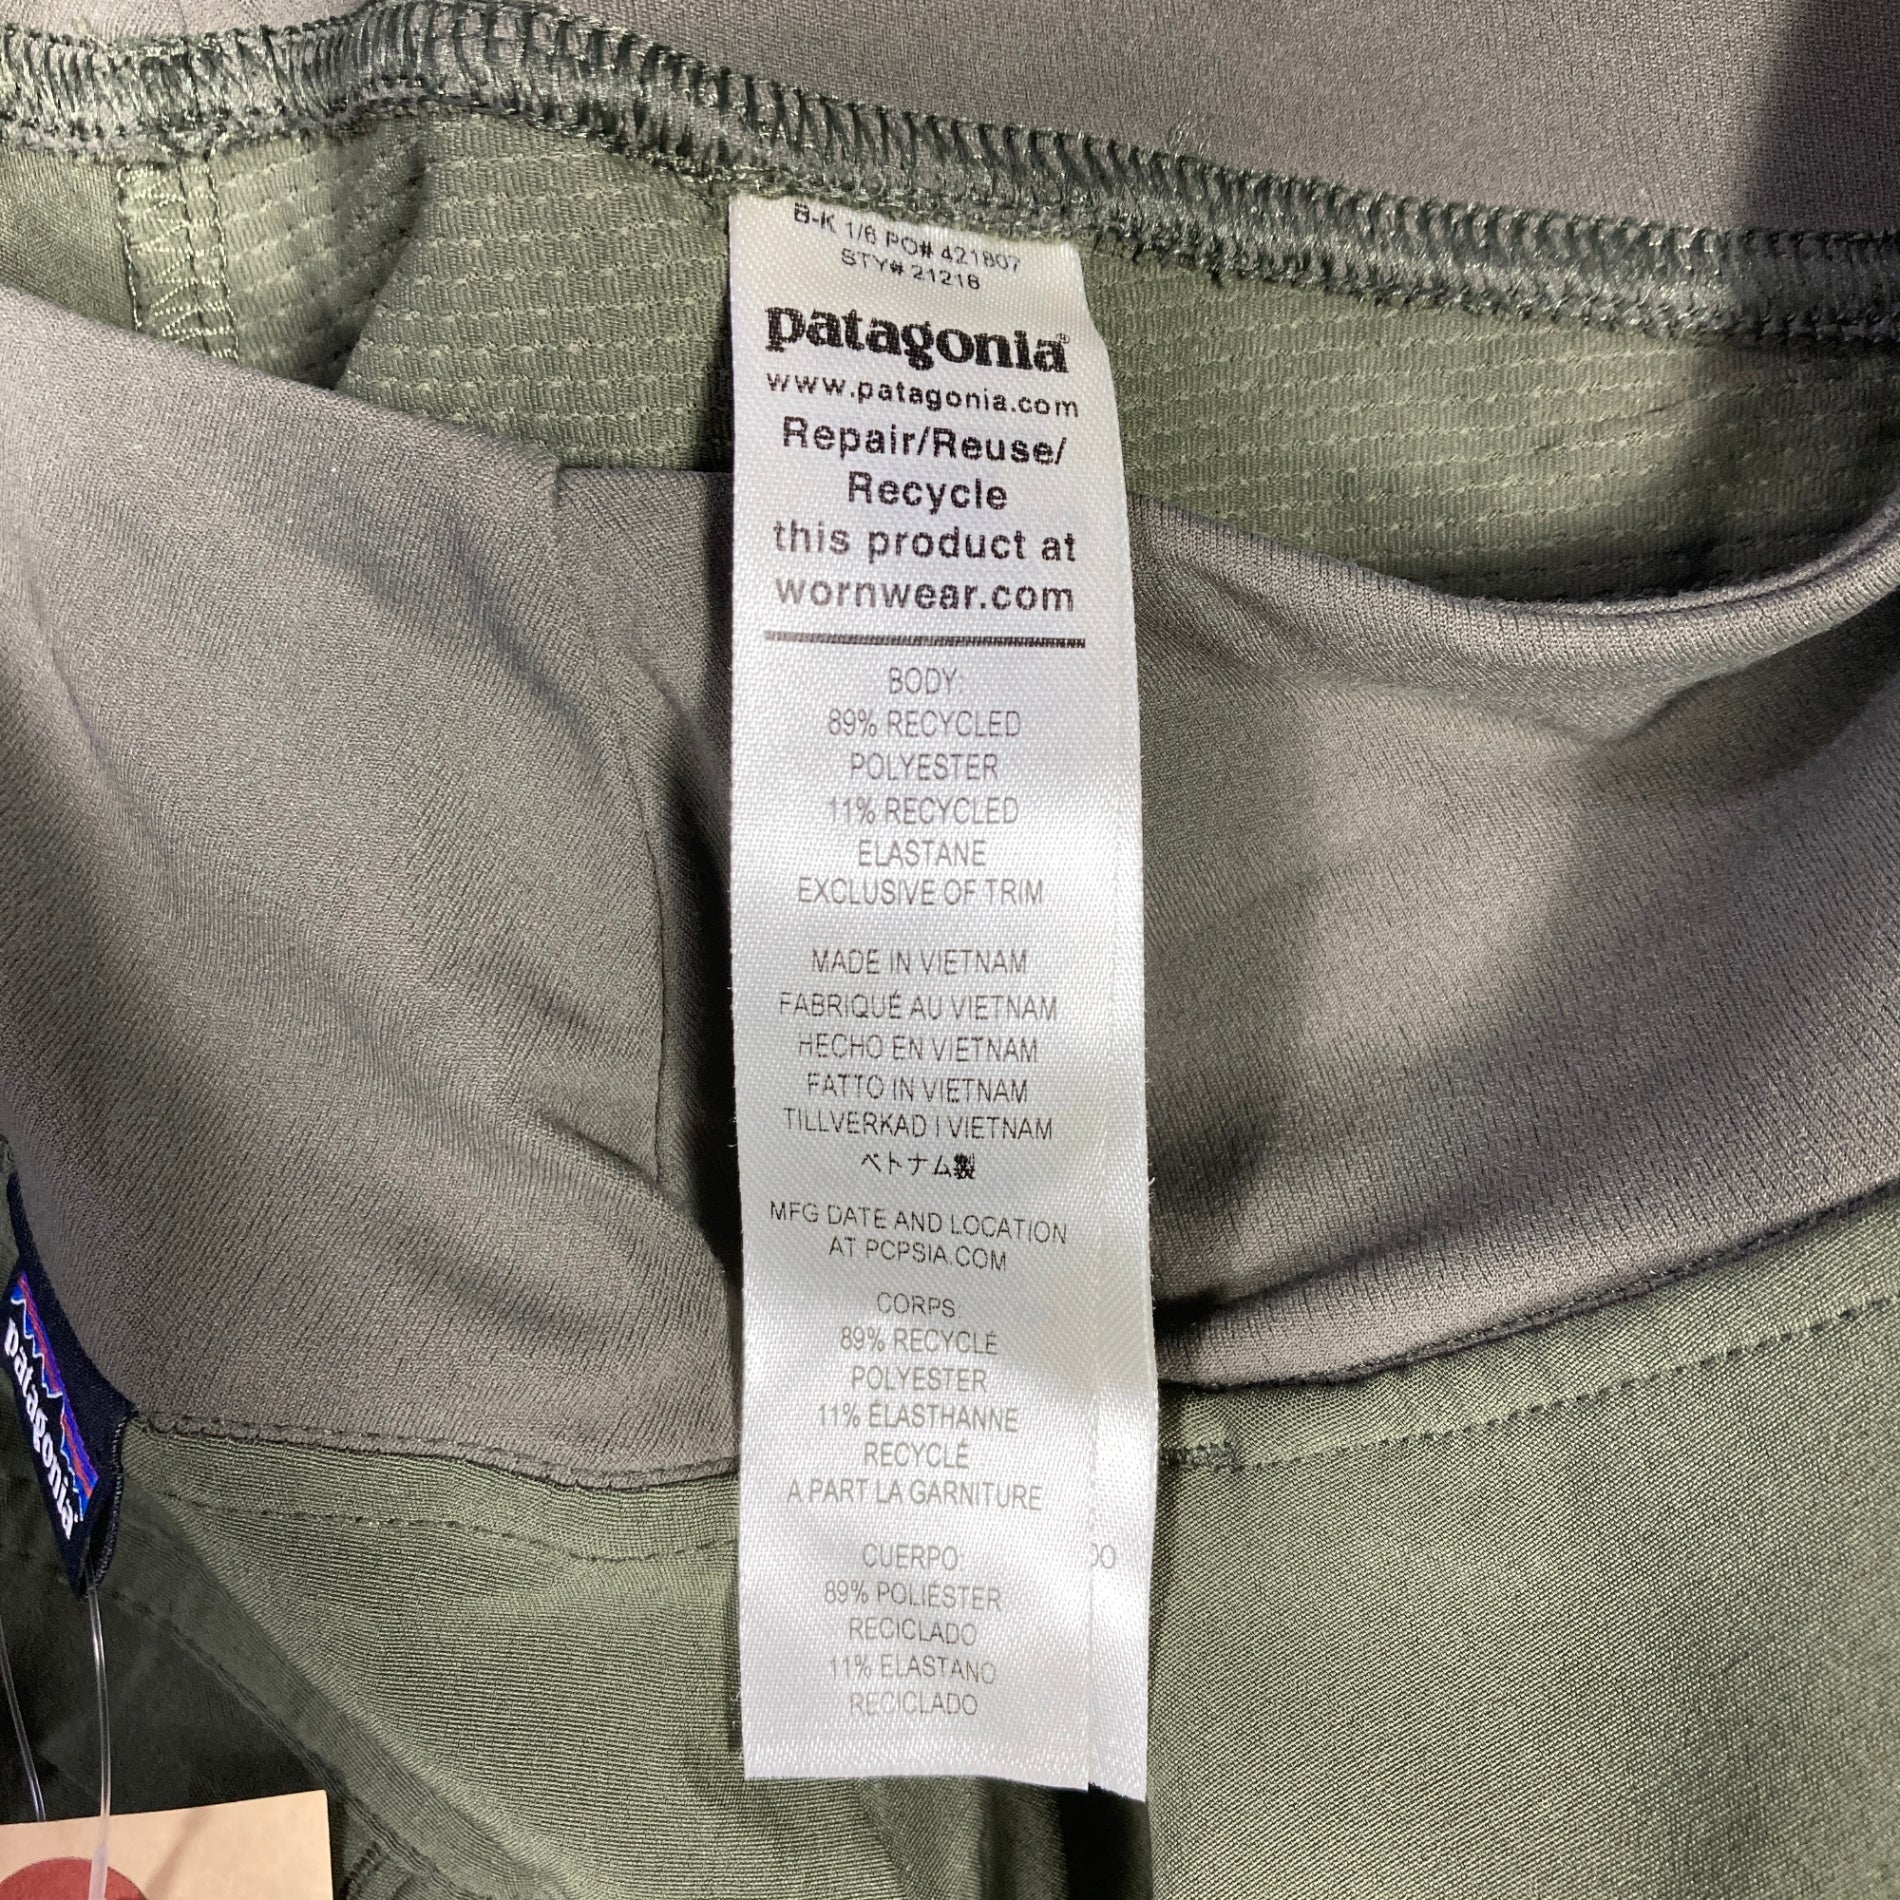 B-K 1/6 PO# 421807
STY# 21218
patagonia®
www.patagonia.com
Repair/Reuse/
Recycle
this product at
wornwear.com
BODY:
89% RECYCLED
POLYESTER
11% RECYCLED
ELASTANE
EXCLUSIVE OF TRIM
MADE IN VIETNAM
FABRIQUÉ AU VIETNAM
HECHO EN VIETNAM
FATTO IN VIETNAM
TILLVERKAD I VIETNAM
ベトナム製
MFG DATE AND LOCATION
AT PCPSIA.COM
CORPS
89% RECYCLÉ
POLYESTER
11% ÉLASTHANNE
RECYCLÉ
A PART LA GARNITURE
CUERPO:
89% POLIÉSTER
RECICLADO
11% ELASTANO
RECICLADO
patagonia